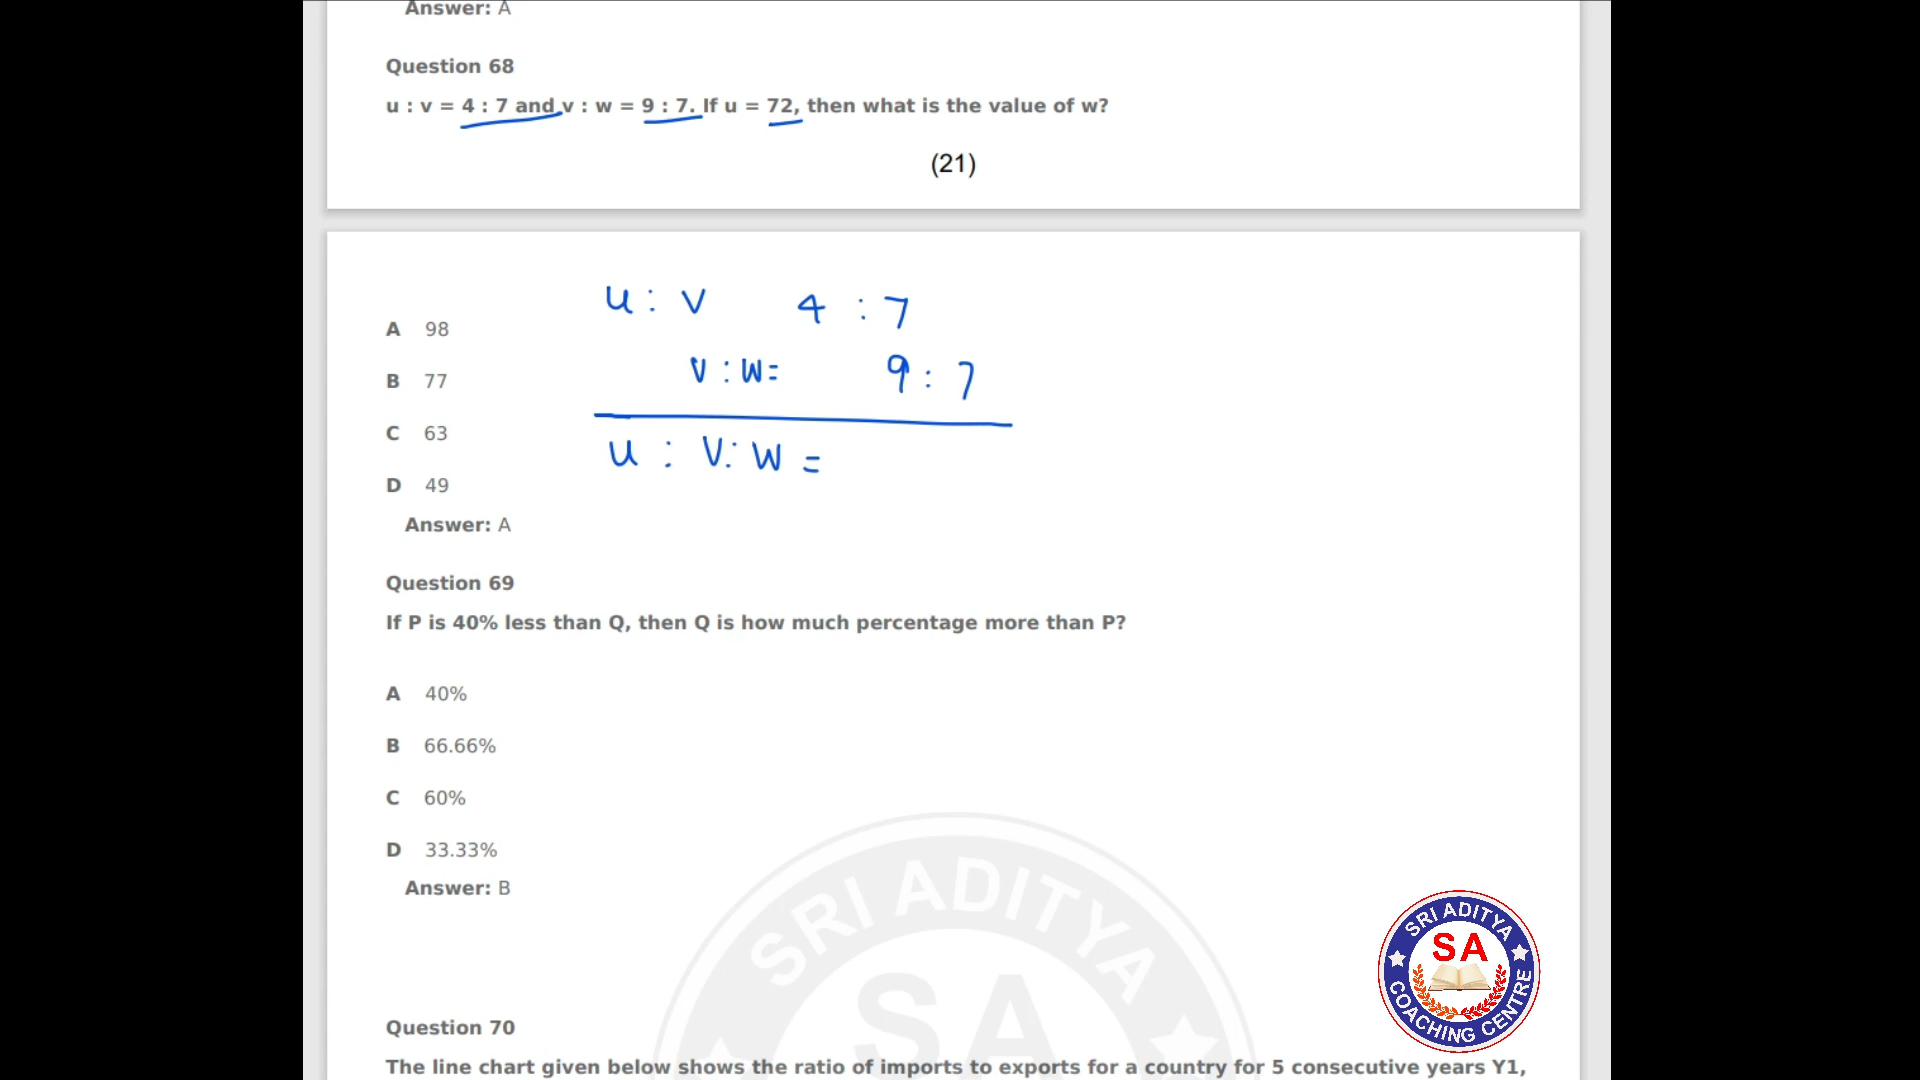 Answer: A
Question 68
u : v = 4 : 7 and v : w = 9 : 7. If u = 72, then what is the value of w?
(21)
u : v 4 : 7
A 98
v : w = 9 : 7
B 77
C 63
u : v : w =
D 49
Answer: A
Question 69
If P is 40% less than Q, then Q is how much percentage more than P?
A 40%
B 66.66%
C 60%
D 33.33%
Answer: B
SRI ADITYA
SA
SRI ADITYA
SA
COACHING CENTRE
Question 70
The line chart given below shows the ratio of imports to exports for a country for 5 consecutive years Y1,